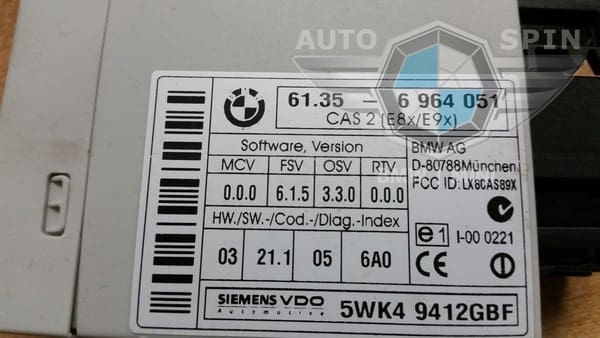 AUTO SPIN
BMW
61.35 - 6 964 051
CAS 2 (E8x/E9x)
Software, Version
MCV FSV OSV RTV
0.0.0 6.1.5 3.3.0 0.0.0
HW./SW.-/Cod.-/Diag.-Index
03 21.1 05 6A0
BMW AG
D-80788München
FCC ID: LX8CAS89X
e1 I-00 0221
CE
SIEMENS VDO
Automotive
5WK4 9412GBF